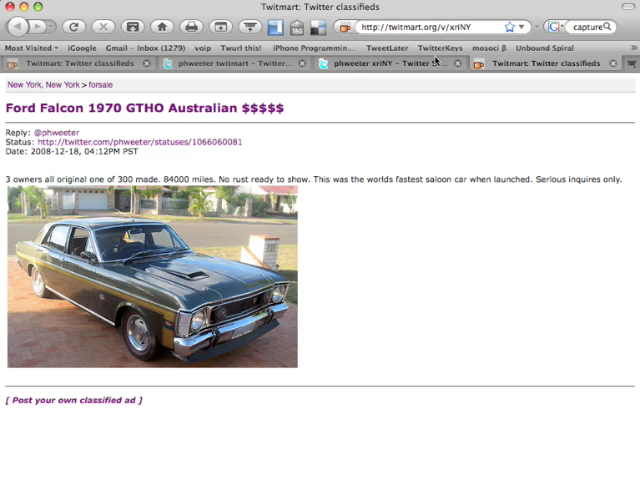 Twitmart: Twitter classifieds
http://twitmart.org/v/xriNY
capture
Most Visited
iGoogle
Gmail – Inbox (1279)
voip
Twurl this!
iPhone Programmin...
TweetLater
TwitterKeys
mosoci β
Unbound Spiral
Twitmart: Twitter classifieds
phweeter twitmart – Twitter...
phweeter xriNY – Twitter
Twitmart: Twitter classifieds
New York, New York > forsale
Ford Falcon 1970 GTHO Australian $$$$$
Reply: @phweeter
Status: http://twitter.com/phweeter/statuses/1066060081
Date: 2008-12-18, 04:12PM PST
3 owners all original one of 300 made. 84000 miles. No rust ready to show. This was the worlds fastest saloon car when launched. Serious inquires only.
[ Post your own classified ad ]